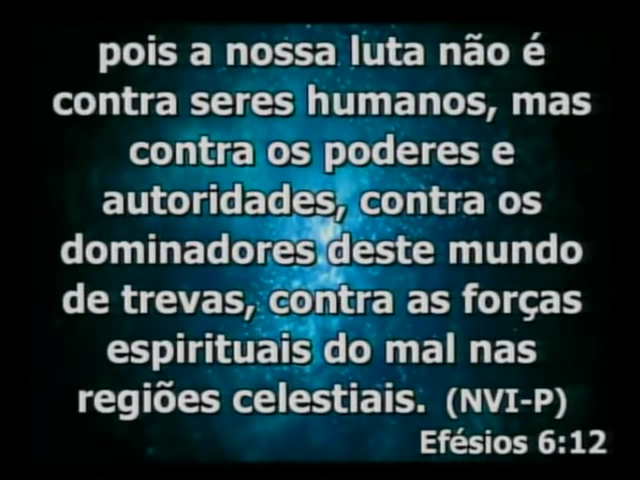 pois a nossa luta não é
contra seres humanos, mas
contra os poderes e
autoridades, contra os
dominadores deste mundo
de trevas, contra as forças
espirituais do mal nas
regiões celestiais. (NVI-P)
Efésios 6:12